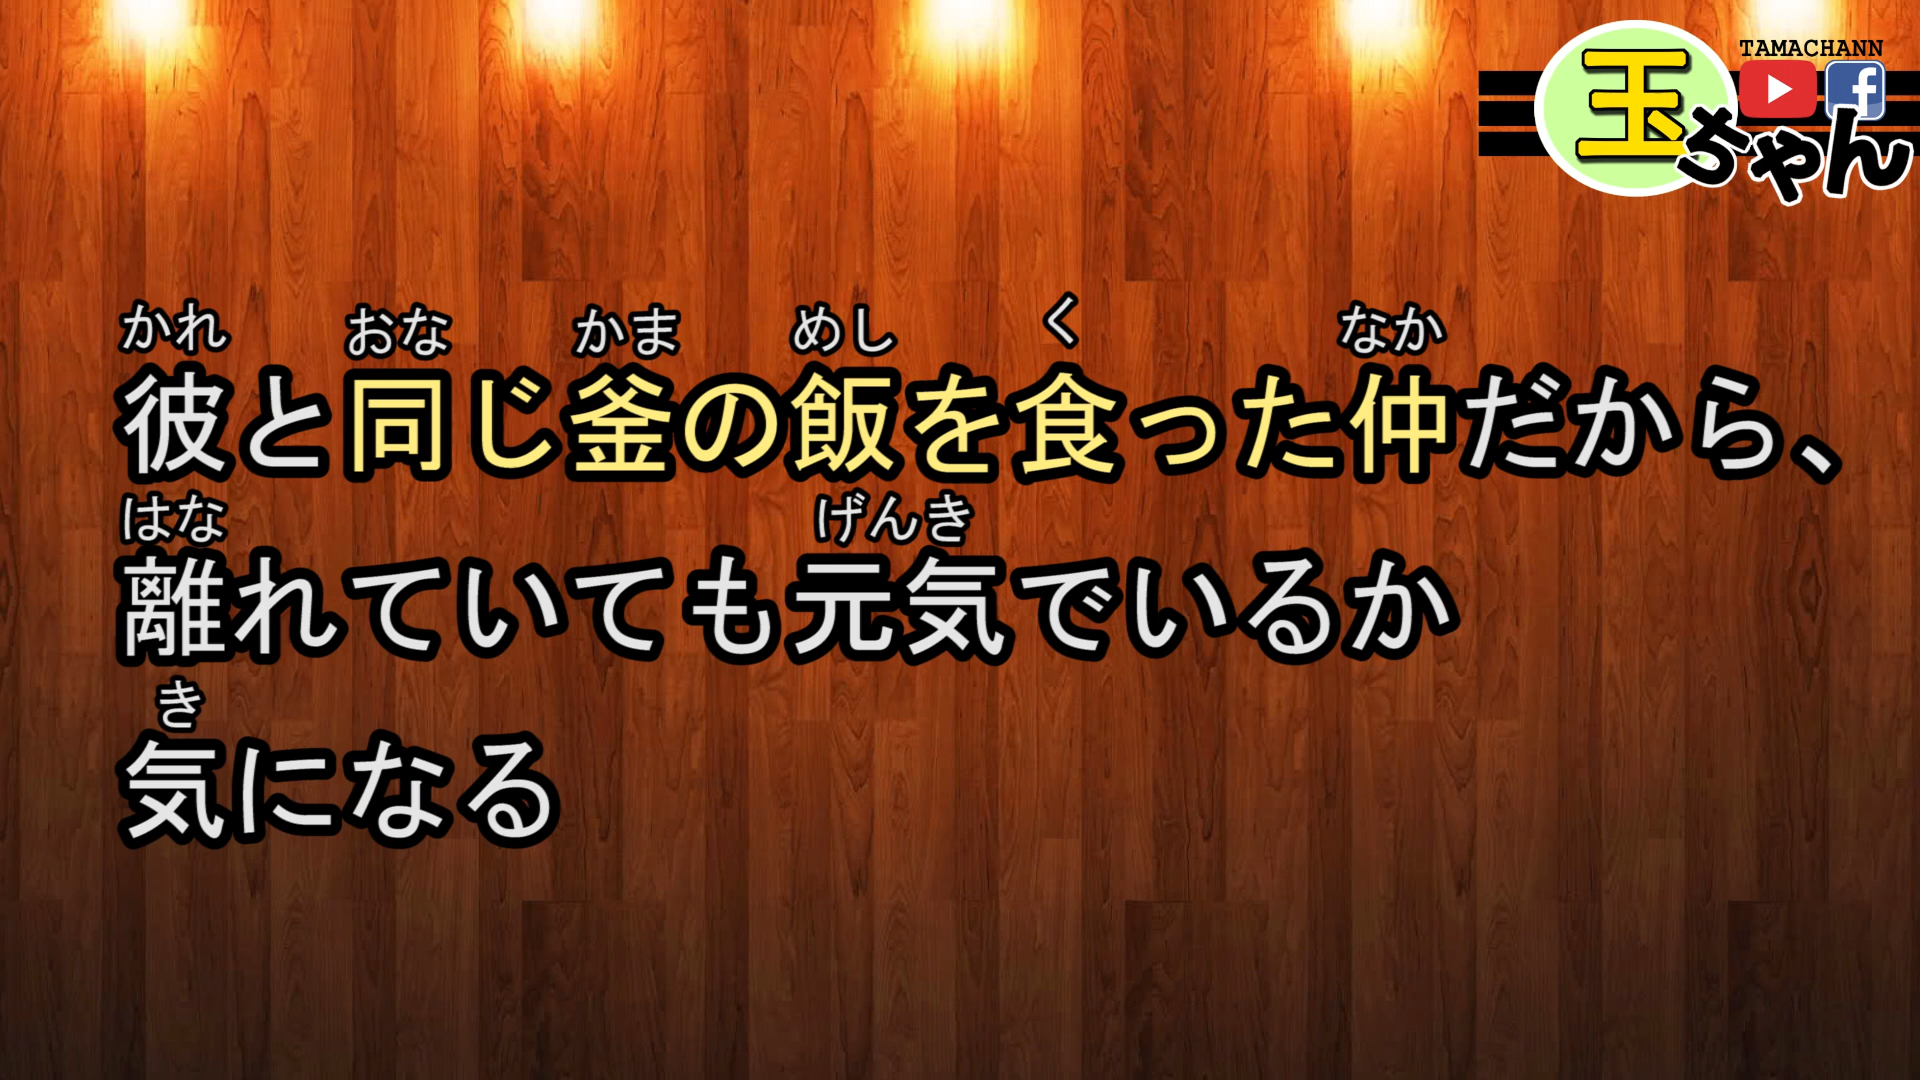 TAMACHANN
玉ちゃん
かれ おな かま めし く なか
彼と同じ釜の飯を食った仲だから、
はな げんき
離れていても元気でいるか
き
気になる